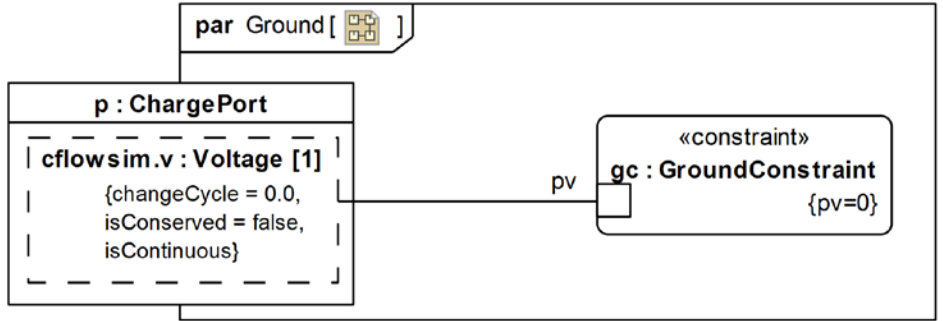 par Ground [ ]
p : ChargePort
cflowsim.v : Voltage [1]
{changeCycle = 0.0,
isConserved = false,
isContinuous}
pv
«constraint»
gc : GroundConstraint
{pv=0}